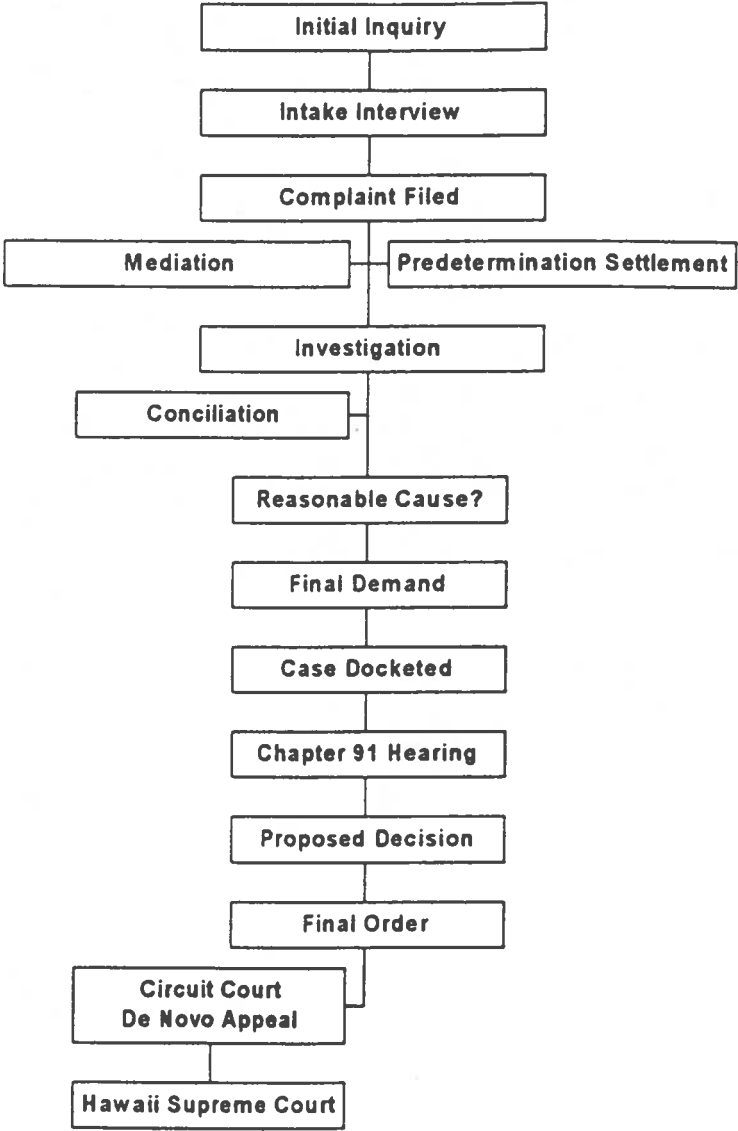 Initial Inquiry
Intake Interview
Complaint Filed
Mediation
Predetermination Settlement
Investigation
Conciliation
Reasonable Cause?
Final Demand
Case Docketed
Chapter 91 Hearing
Proposed Decision
Final Order
Circuit Court
De Novo Appeal
Hawaii Supreme Court